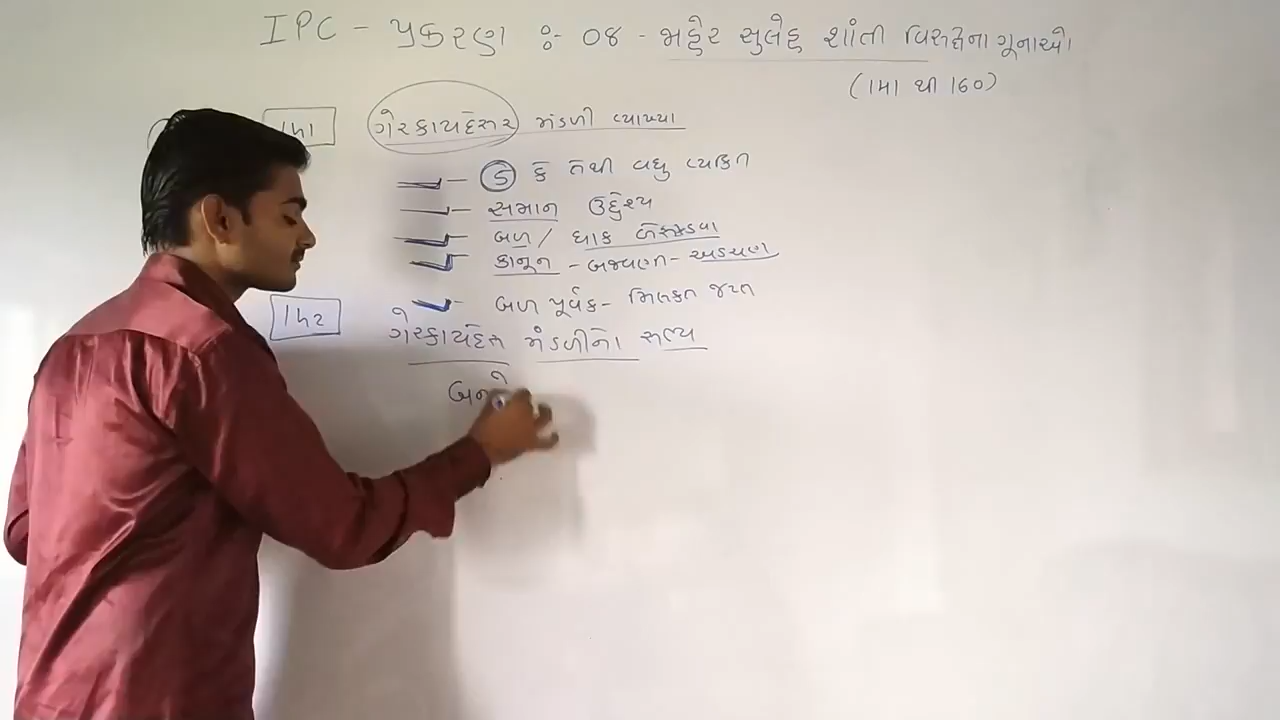 IPC - પ્રકરણ :- 08 - જાહેર સુલેહ શાંતી વિરુદ્ધના ગૂનાઓ
(141 થી 160)
141 ગેરકાયદેસર મંડળી વ્યાખ્યા
- 5 કે તેથી વધુ વ્યકિત
- સમાન ઉદ્દેશ્ય
- બળ / ધાક બેસાડવા
- કાનૂન - બજવણી - અડચણ
- બળ પૂર્વક - મિલકત જપ્ત
142 ગેરકાયદેસ મંડળીનો સભ્ય